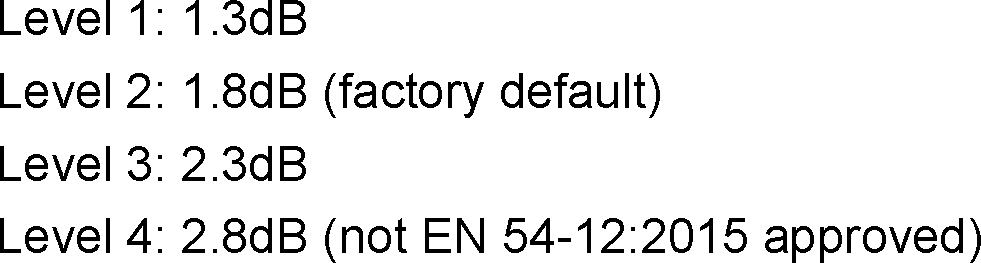 Level 1: 1.3dB
Level 2: 1.8dB (factory default)
Level 3: 2.3dB
Level 4: 2.8dB (not EN 54-12:2015 approved)